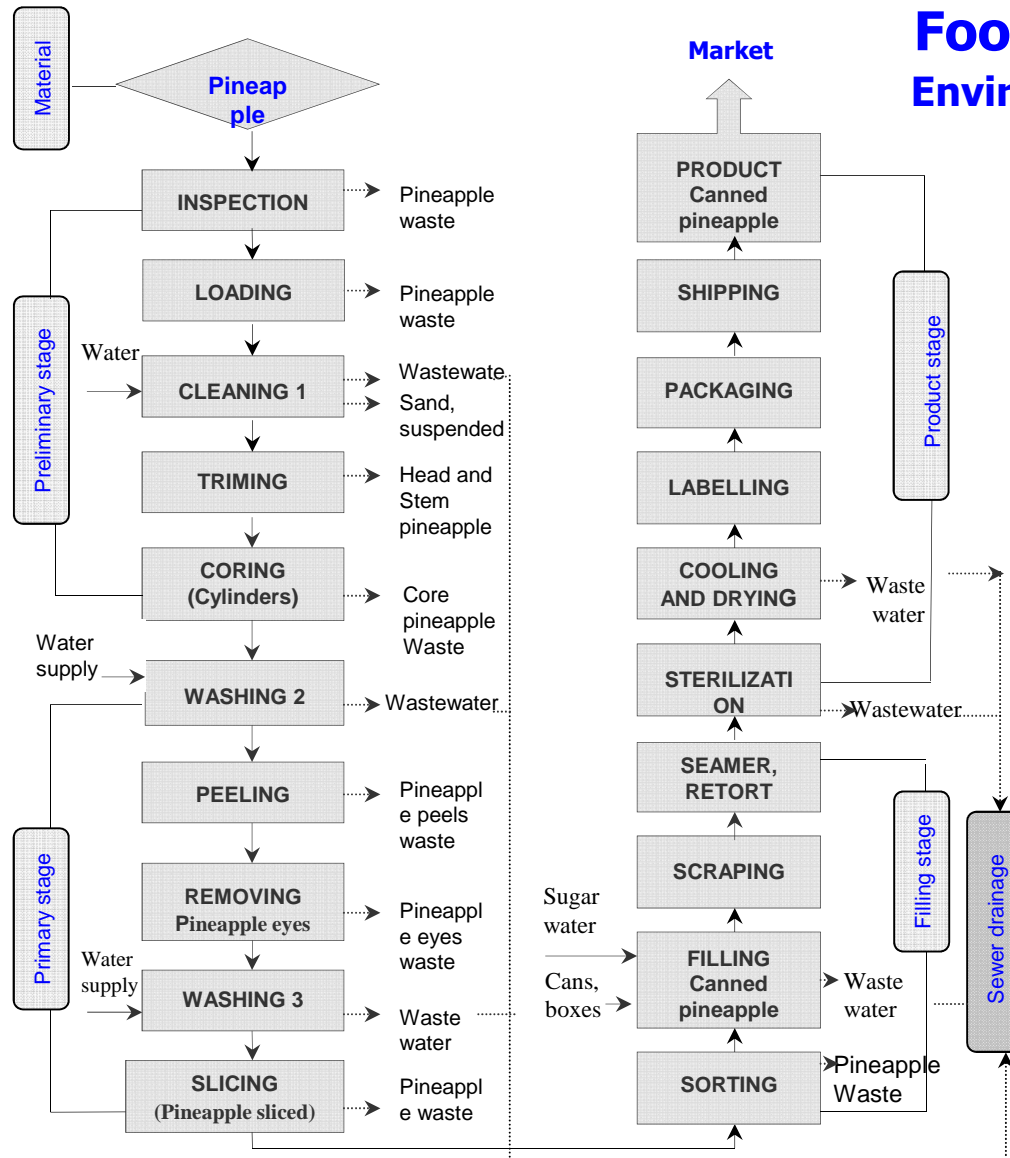 Foo
Envir
Material
Pineap
ple
INSPECTION
Pineapple
waste
LOADING
Pineapple
waste
Preliminary stage
Water
CLEANING 1
Wastewate
Sand,
suspended
TRIMING
Head and
Stem
pineapple
CORING
(Cylinders)
Core
pineapple
Waste
Water
supply
WASHING 2
Wastewater
Primary stage
PEELING
Pineappl
e peels
waste
REMOVING
Pineapple eyes
Pineappl
e eyes
waste
Water
supply
WASHING 3
Waste
water
SLICING
(Pineapple sliced)
Pineappl
e waste
Market
PRODUCT
Canned
pineapple
SHIPPING
PACKAGING
Product stage
LABELLING
COOLING
AND DRYING
Waste
water
STERILIZATI
ON
Wastewater
SEAMER,
RETORT
Filling stage
SCRAPING
Sugar
water
FILLING
Canned
pineapple
Cans,
boxes
Waste
water
Sewer drainage
SORTING
Pineapple
Waste